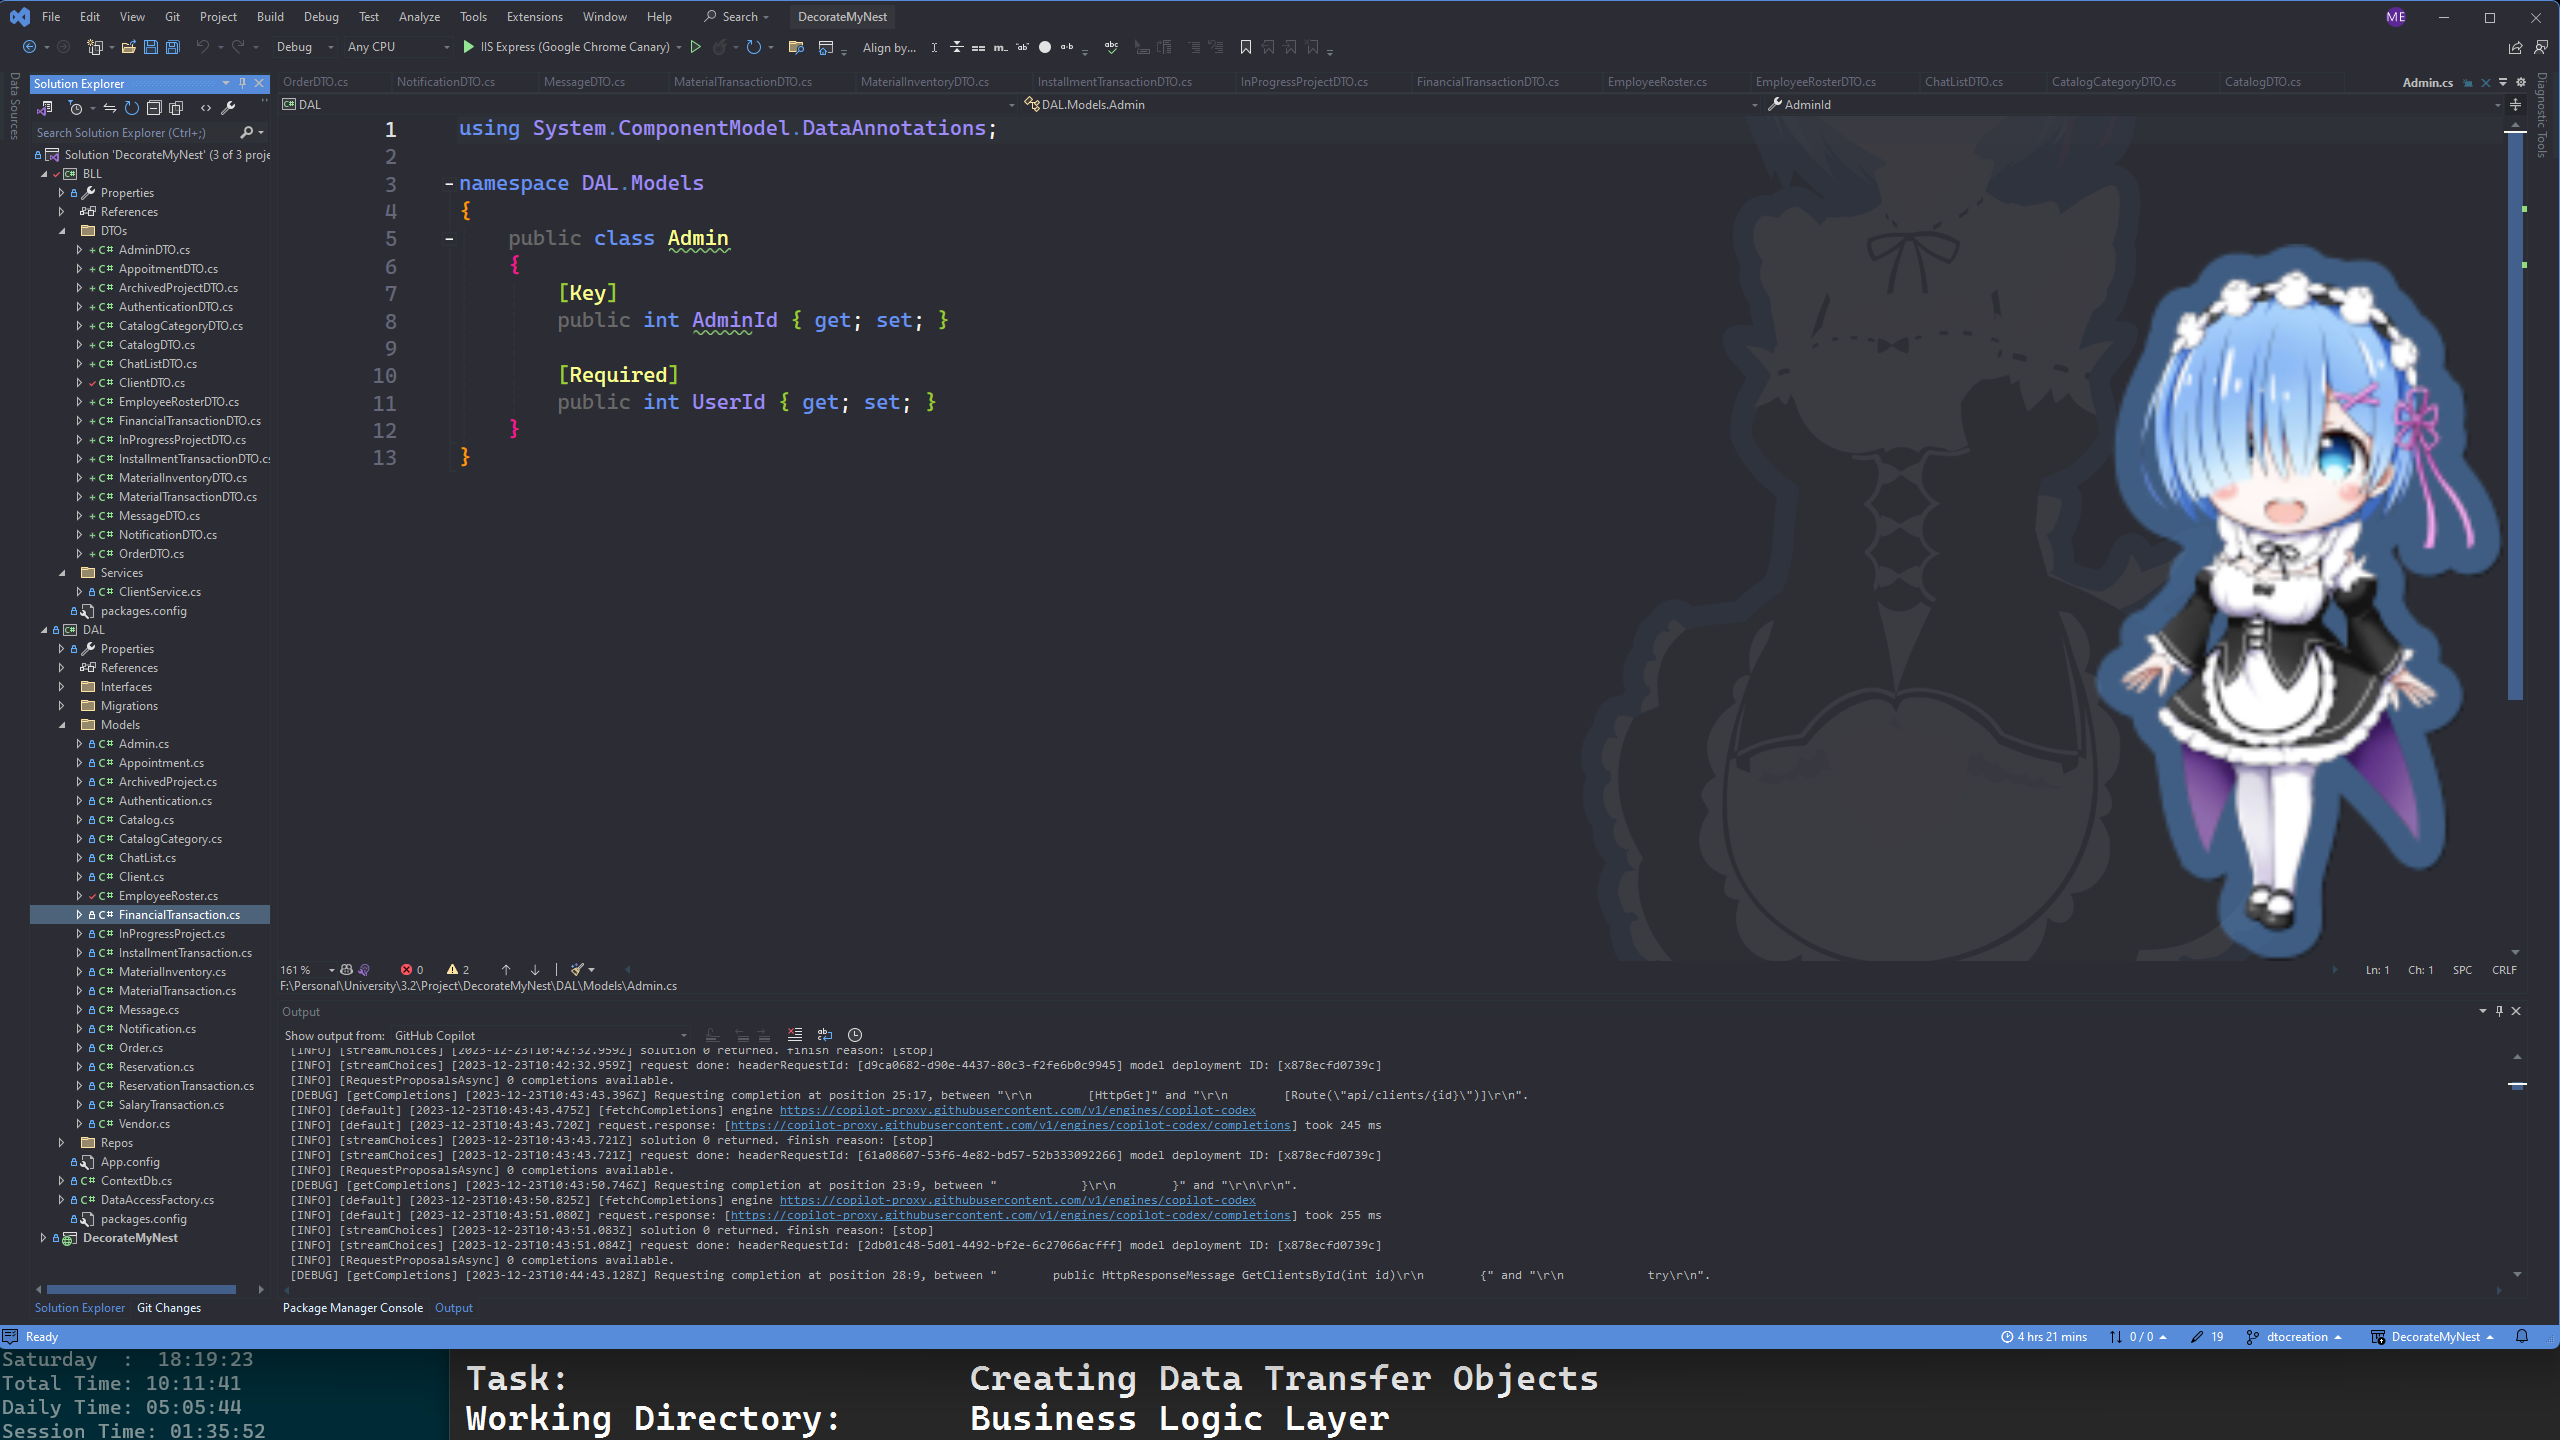 File Edit View Git Project Build Debug Test Analyze Tools Extensions Window Help Search DecorateMyNest ME
Debug Any CPU IIS Express (Google Chrome Canary) Align by...
Data Sources
Solution Explorer
Search Solution Explorer (Ctrl+;)
Solution 'DecorateMyNest' (3 of 3 proje
BLL
Properties
References
DTOs
C# AdminDTO.cs
C# AppoitmentDTO.cs
C# ArchivedProjectDTO.cs
C# AuthenticationDTO.cs
C# CatalogCategoryDTO.cs
C# CatalogDTO.cs
C# ChatListDTO.cs
C# ClientDTO.cs
C# EmployeeRosterDTO.cs
C# FinancialTransactionDTO.cs
C# InProgressProjectDTO.cs
C# InstallmentTransactionDTO.cs
C# MaterialInventoryDTO.cs
C# MaterialTransactionDTO.cs
C# MessageDTO.cs
C# NotificationDTO.cs
C# OrderDTO.cs
Services
C# ClientService.cs
packages.config
DAL
Properties
References
Interfaces
Migrations
Models
C# Admin.cs
C# Appointment.cs
C# ArchivedProject.cs
C# Authentication.cs
C# Catalog.cs
C# CatalogCategory.cs
C# ChatList.cs
C# Client.cs
C# EmployeeRoster.cs
C# FinancialTransaction.cs
C# InProgressProject.cs
C# InstallmentTransaction.cs
C# MaterialInventory.cs
C# MaterialTransaction.cs
C# Message.cs
C# Notification.cs
C# Order.cs
C# Reservation.cs
C# ReservationTransaction.cs
C# SalaryTransaction.cs
C# Vendor.cs
Repos
App.config
C# ContextDb.cs
C# DataAccessFactory.cs
packages.config
DecorateMyNest
Solution Explorer Git Changes
OrderDTO.cs NotificationDTO.cs MessageDTO.cs MaterialTransactionDTO.cs MaterialInventoryDTO.cs InstallmentTransactionDTO.cs InProgressProjectDTO.cs FinancialTransactionDTO.cs EmployeeRoster.cs EmployeeRosterDTO.cs ChatListDTO.cs CatalogCategoryDTO.cs CatalogDTO.cs Admin.cs
DAL DAL.Models.Admin AdminId
Diagnostic Tools
1 using System.ComponentModel.DataAnnotations;
2
3 namespace DAL.Models
4 {
5 public class Admin
6 {
7 [Key]
8 public int AdminId { get; set; }
9
10 [Required]
11 public int UserId { get; set; }
12 }
13 }
161 % 0 2 Ln: 1 Ch: 1 SPC CRLF
F:\Personal\University\3.2\Project\DecorateMyNest\DAL\Models\Admin.cs
Output
Show output from: GitHub Copilot
[INFO] [streamChoices] [2023-12-23T10:42:32.959Z] solution 0 returned. finish reason: [stop]
[INFO] [streamChoices] [2023-12-23T10:42:32.959Z] request done: headerRequestId: [d9ca0682-d90e-4437-80c3-f2fe6b0c9945] model deployment ID: [x878ecfd0739c]
[INFO] [RequestProposalsAsync] 0 completions available.
[DEBUG] [getCompletions] [2023-12-23T10:43:43.396Z] Requesting completion at position 25:17, between "\r\n [HttpGet]" and "\r\n [Route(\"api/clients/{id}\")]\r\n".
[INFO] [default] [2023-12-23T10:43:43.475Z] [fetchCompletions] engine https://copilot-proxy.githubusercontent.com/v1/engines/copilot-codex
[INFO] [default] [2023-12-23T10:43:43.720Z] request.response: [https://copilot-proxy.githubusercontent.com/v1/engines/copilot-codex/completions] took 245 ms
[INFO] [streamChoices] [2023-12-23T10:43:43.721Z] solution 0 returned. finish reason: [stop]
[INFO] [streamChoices] [2023-12-23T10:43:43.721Z] request done: headerRequestId: [61a08607-53f6-4e82-bd57-52b333092266] model deployment ID: [x878ecfd0739c]
[INFO] [RequestProposalsAsync] 0 completions available.
[DEBUG] [getCompletions] [2023-12-23T10:43:50.746Z] Requesting completion at position 23:9, between " }\r\n }" and "\r\n\r\n".
[INFO] [default] [2023-12-23T10:43:50.825Z] [fetchCompletions] engine https://copilot-proxy.githubusercontent.com/v1/engines/copilot-codex
[INFO] [default] [2023-12-23T10:43:51.080Z] request.response: [https://copilot-proxy.githubusercontent.com/v1/engines/copilot-codex/completions] took 255 ms
[INFO] [streamChoices] [2023-12-23T10:43:51.083Z] solution 0 returned. finish reason: [stop]
[INFO] [streamChoices] [2023-12-23T10:43:51.084Z] request done: headerRequestId: [2db01c48-5d01-4492-bf2e-6c27066acfff] model deployment ID: [x878ecfd0739c]
[INFO] [RequestProposalsAsync] 0 completions available.
[DEBUG] [getCompletions] [2023-12-23T10:44:43.128Z] Requesting completion at position 28:9, between " public HttpResponseMessage GetClientsById(int id)\r\n {" and "\r\n try\r\n".
Package Manager Console Output
Ready 4 hrs 21 mins 0 / 0 19 dtocreation DecorateMyNest
Saturday : 18:19:23
Total Time: 10:11:41
Daily Time: 05:05:44
Session Time: 01:35:52
Task: Creating Data Transfer Objects
Working Directory: Business Logic Layer